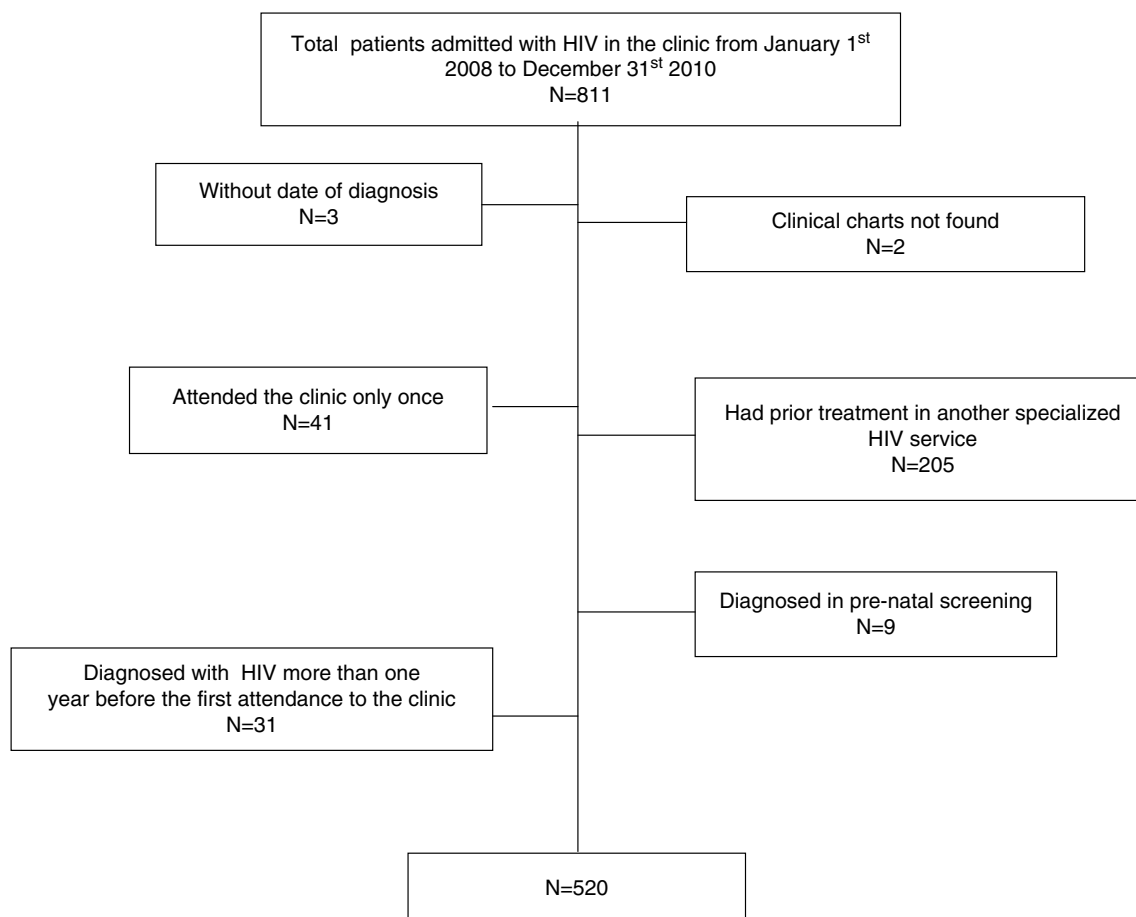 Total patients admitted with HIV in the clinic from January 1st
2008 to December 31st 2010
N=811
Without date of diagnosis
N=3
Clinical charts not found
N=2
Attended the clinic only once
N=41
Had prior treatment in another specialized
HIV service
N=205
Diagnosed in pre-natal screening
N=9
Diagnosed with HIV more than one
year before the first attendance to the clinic
N=31
N=520